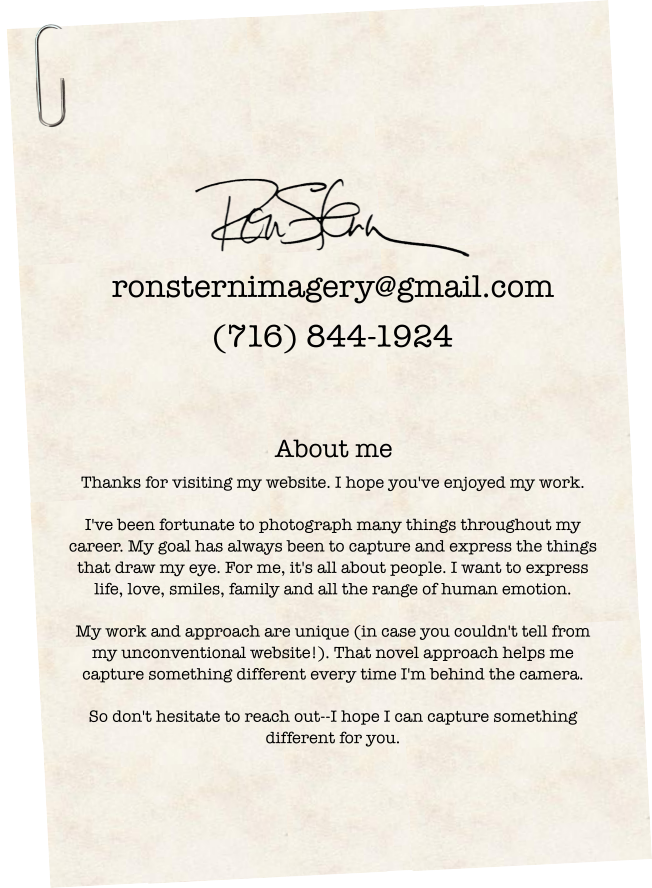 Ron Stern
ronsternimagery@gmail.com
(716) 844-1924
About me
Thanks for visiting my website. I hope you've enjoyed my work.
I've been fortunate to photograph many things throughout my
career. My goal has always been to capture and express the things
that draw my eye. For me, it's all about people. I want to express
life, love, smiles, family and all the range of human emotion.
My work and approach are unique (in case you couldn't tell from
my unconventional website!). That novel approach helps me
capture something different every time I'm behind the camera.
So don't hesitate to reach out--I hope I can capture something
different for you.